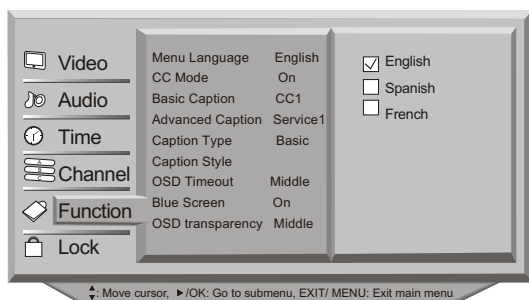 Video
Audio
Time
Channel
Function
Lock
Menu Language English
CC Mode On
Basic Caption CC1
Advanced Caption Service1
Caption Type Basic
Caption Style
OSD Timeout Middle
Blue Screen On
OSD transparency Middle
English
Spanish
French
: Move cursor, ►/OK: Go to submenu, EXIT/ MENU: Exit main menu